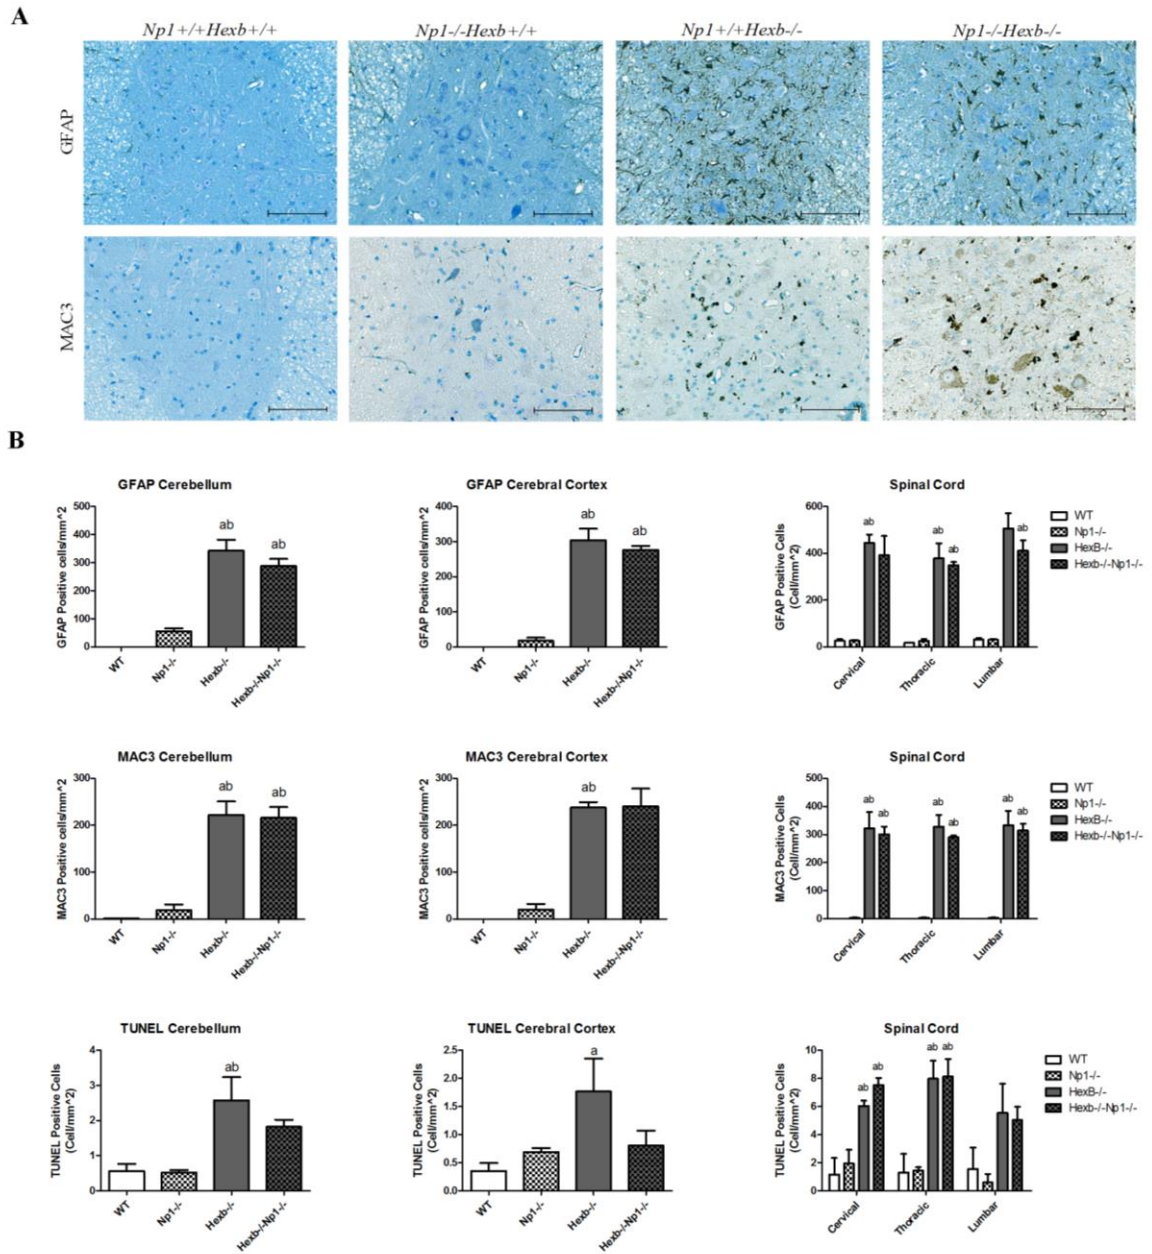 A
Np1+/+Hexb+/+ Np1-/-Hexb+/+ Np1+/+Hexb-/- Np1-/-Hexb-/-
GFAP
MAC3
B
GFAP Cerebellum
GFAP Positive cells/mm^2
500
400
300
200
100
0
ab
ab
WT
Np1-/-
Hexb-/-
Hexb-/-Np1-/-
GFAP Cerebral Cortex
GFAP Positive cells/mm^2
400
300
200
100
0
ab
ab
WT
Np1-/-
Hexb-/-
Hexb-/-Np1-/-
Spinal Cord
GFAP Positive Cells
(Cell/mm^2)
600
400
200
0
ab
ab
ab
ab
Cervical
Thoracic
Lumbar
WT
Np1-/-
HexB-/-
Hexb-/-Np1-/-
MAC3 Cerebellum
MAC3 Positive cells/mm^2
300
200
100
0
ab
ab
WT
Np1-/-
Hexb-/-
Hexb-/-Np1-/-
MAC3 Cerebral Cortex
MAC3 Positive cells/mm^2
300
200
100
0
ab
WT
Np1-/-
Hexb-/-
Hexb-/-Np1-/-
Spinal Cord
MAC3 Positive Cells
(Cell/mm^2)
500
400
300
200
100
0
ab
ab
ab
ab
ab
ab
Cervical
Thoracic
Lumbar
WT
Np1-/-
HexB-/-
Hexb-/-Np1-/-
TUNEL Cerebellum
TUNEL Positive Cells
(Cell/mm^2)
4
3
2
1
0
ab
WT
Np1-/-
Hexb-/-
Hexb-/-Np1-/-
TUNEL Cerebral Cortex
TUNEL Positive Cells
(Cell/mm^2)
2.5
2.0
1.5
1.0
0.5
0.0
a
WT
Np1-/-
Hexb-/-
Hexb-/-Np1-/-
Spinal Cord
TUNEL Positive Cells
(Cell/mm^2)
10
8
6
4
2
0
ab
ab
ab
ab
Cervical
Thoracic
Lumbar
WT
Np1-/-
HexB-/-
Hexb-/-Np1-/-